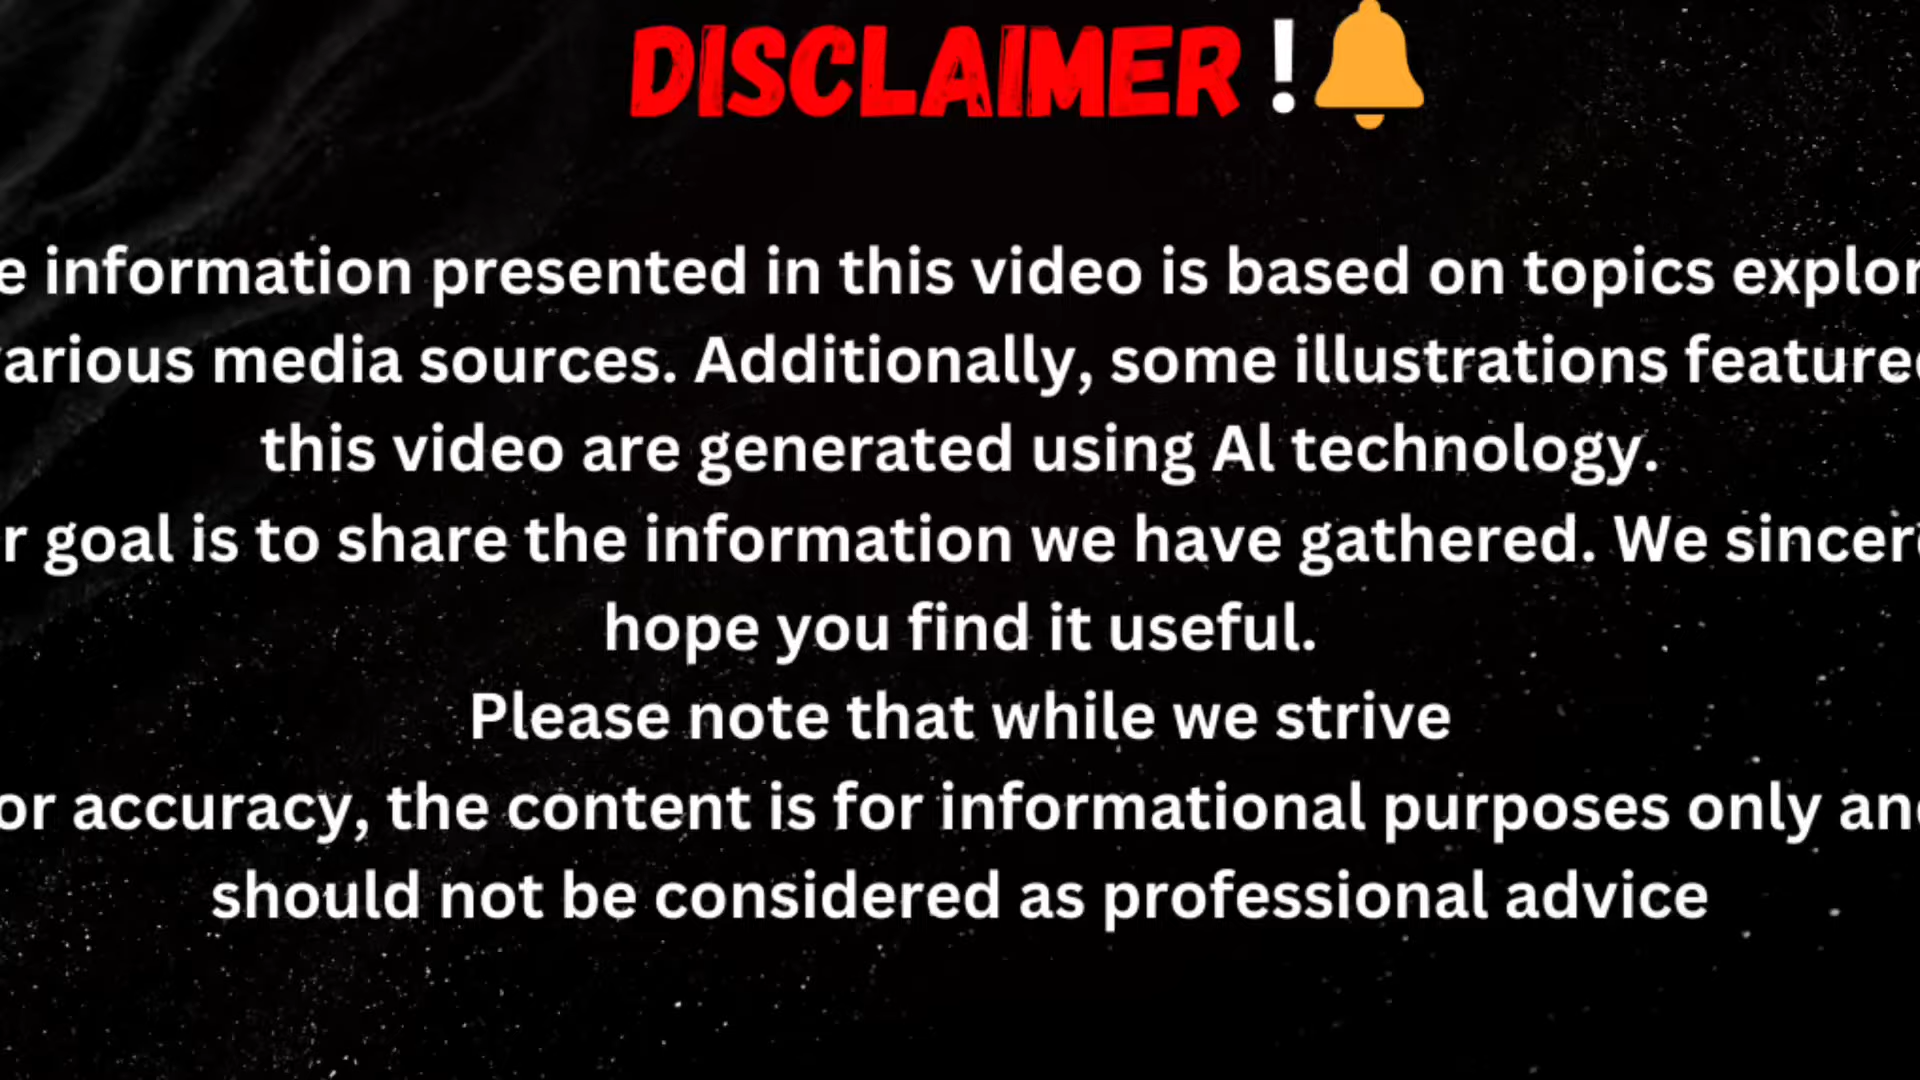 DISCLAIMER !
e information presented in this video is based on topics explor
arious media sources. Additionally, some illustrations featured
this video are generated using Al technology.
r goal is to share the information we have gathered. We sincer
hope you find it useful.
Please note that while we strive
or accuracy, the content is for informational purposes only and
should not be considered as professional advice